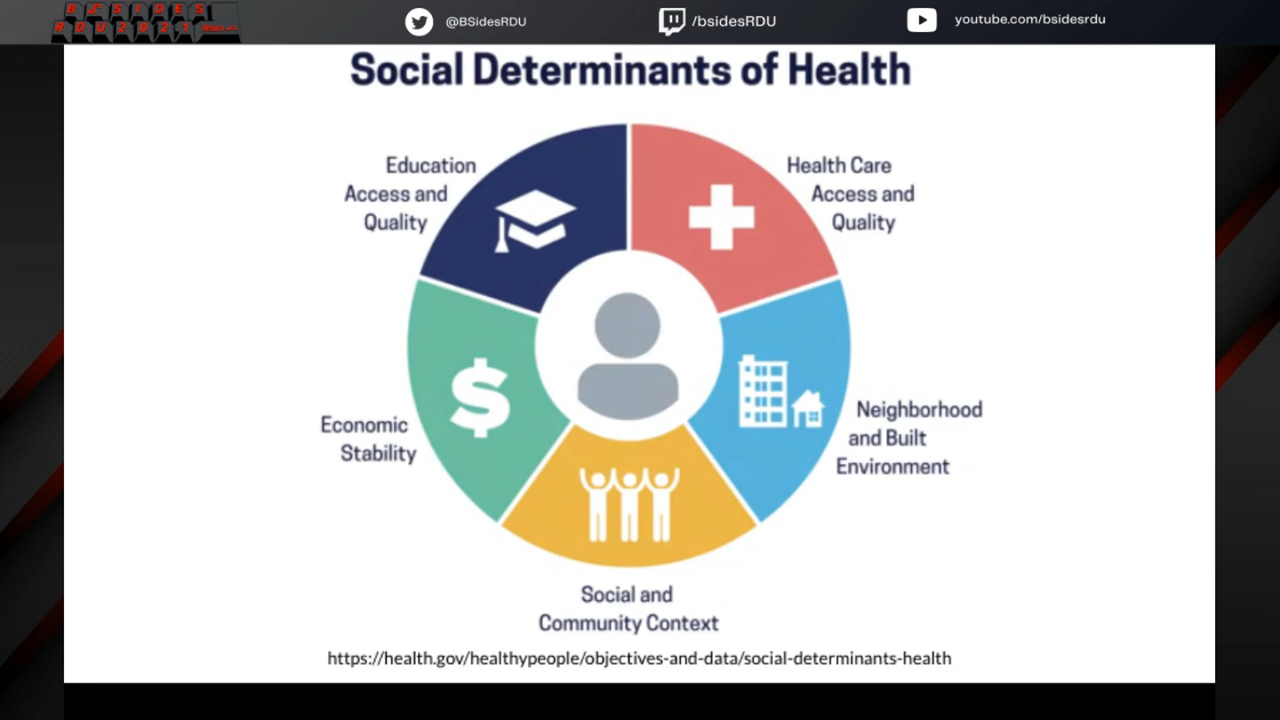 BSIDES
RDU2021
@BSidesRDU
/bsidesRDU
youtube.com/bsidesrdu
Social Determinants of Health
Education
Access and
Quality
Health Care
Access and
Quality
Economic
Stability
Neighborhood
and Built
Environment
Social and
Community Context
https://health.gov/healthypeople/objectives-and-data/social-determinants-health